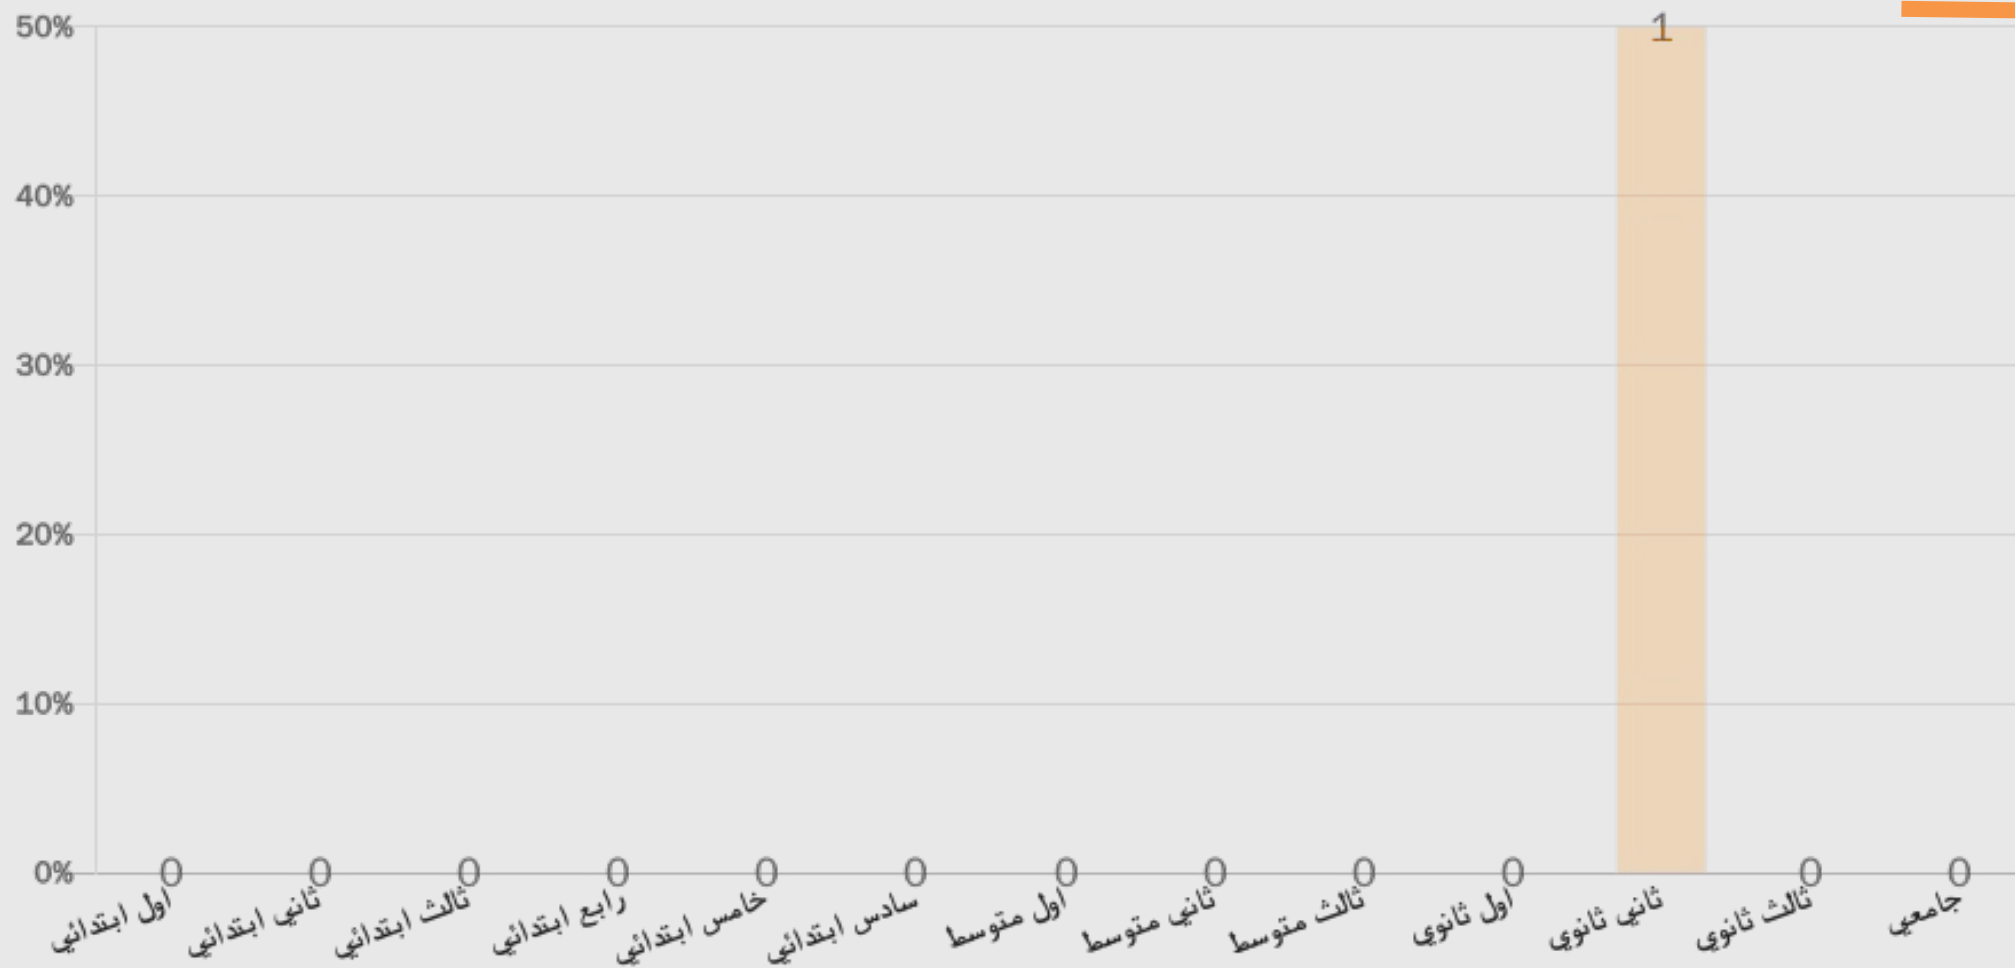 50%
40%
30%
20%
10%
0%
1
0 0 0 0 0 0 0 0 0 0 0 0
اول ابتدائي
ثاني ابتدائي
ثالث ابتدائي
رابع ابتدائي
خامس ابتدائي
سادس ابتدائي
اول متوسط
ثاني متوسط
ثالث متوسط
اول ثانوي
ثاني ثانوي
ثالث ثانوي
جامعي